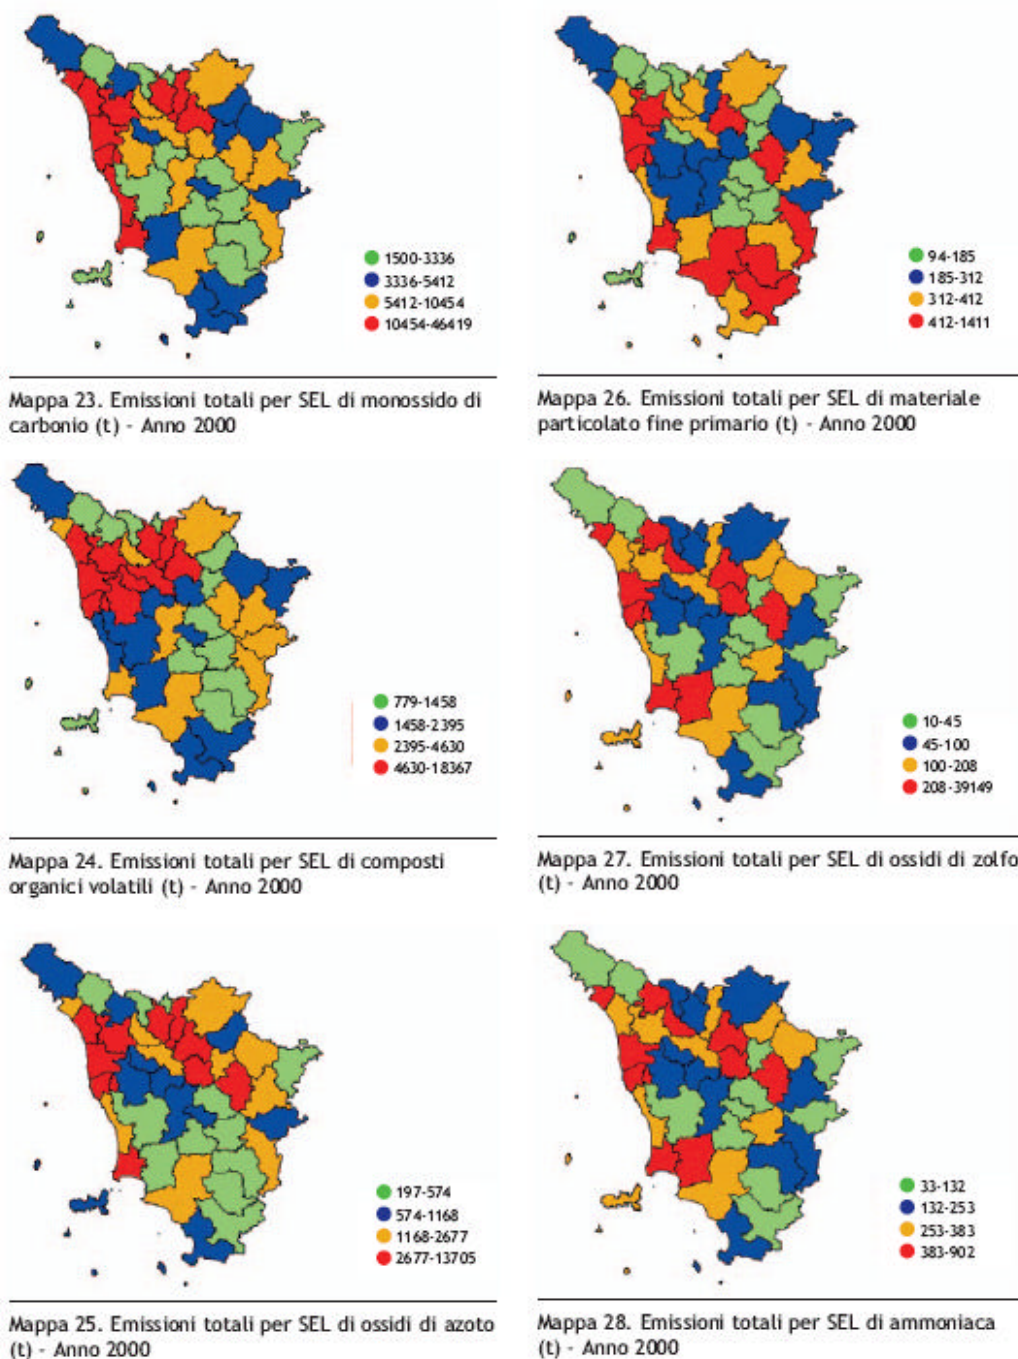 1500-3336
3336-5412
5412-10454
10454-46419
Mappa 23. Emissioni totali per SEL di monossido di
carbonio (t) - Anno 2000
94-185
185-312
312-412
412-1411
Mappa 26. Emissioni totali per SEL di materiale
particolato fine primario (t) - Anno 2000
779-1458
1458-2395
2395-4630
4630-18367
Mappa 24. Emissioni totali per SEL di composti
organici volatili (t) - Anno 2000
10-45
45-100
100-208
208-39149
Mappa 27. Emissioni totali per SEL di ossidi di zolfo
(t) - Anno 2000
197-574
574-1168
1168-2677
2677-13705
Mappa 25. Emissioni totali per SEL di ossidi di azoto
(t) - Anno 2000
33-132
132-253
253-383
383-902
Mappa 28. Emissioni totali per SEL di ammoniaca
(t) - Anno 2000